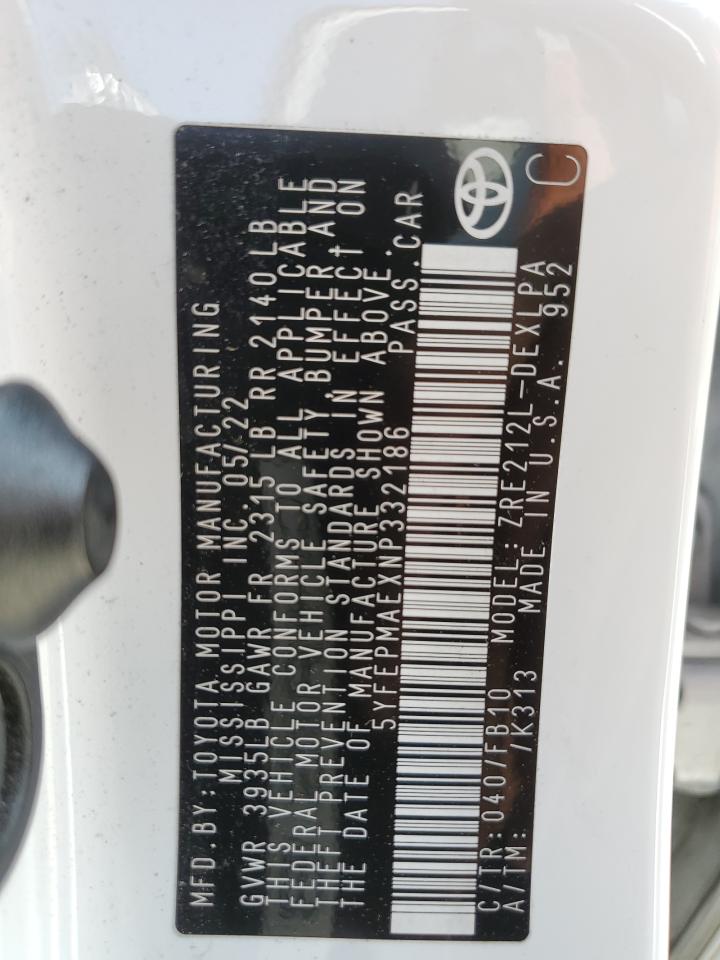 MFD.BY:TOYOTA MOTOR MANUFACTURING
MISSISSIPPI INC.05/22
GVWR 3935LB GAWR FR 2315 LB RR 2140LB
THIS VEHICLE CONFORMS TO ALL APPLICABLE
FEDERAL MOTOR VEHICLE SAFETY, BUMPER, AND
THEFT PREVENTION STANDARDS IN EFFECT ON
THE DATE OF MANUFACTURE SHOWN ABOVE.
5YFEPMAEXNP332186 PASS.CAR
C/TR:040/FB10 MODEL:ZRE212L-DEXLPA
A/TM: /K313 MADE IN U.S.A. 952
C